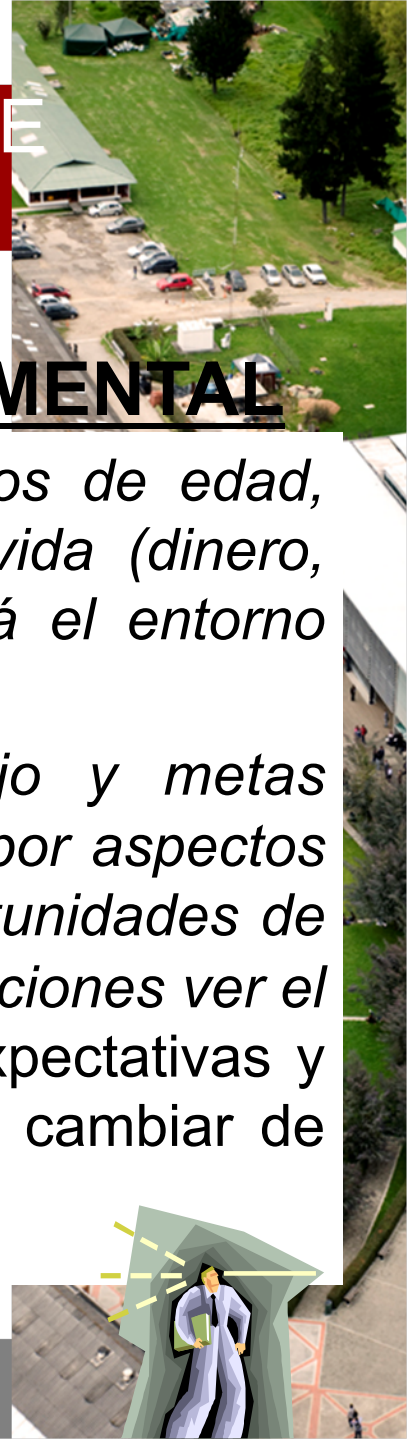 E
MENTAL
os de edad,
vida (dinero,
á el entorno
jo y metas
por aspectos
tunidades de
ciones ver el
xpectativas y
cambiar de